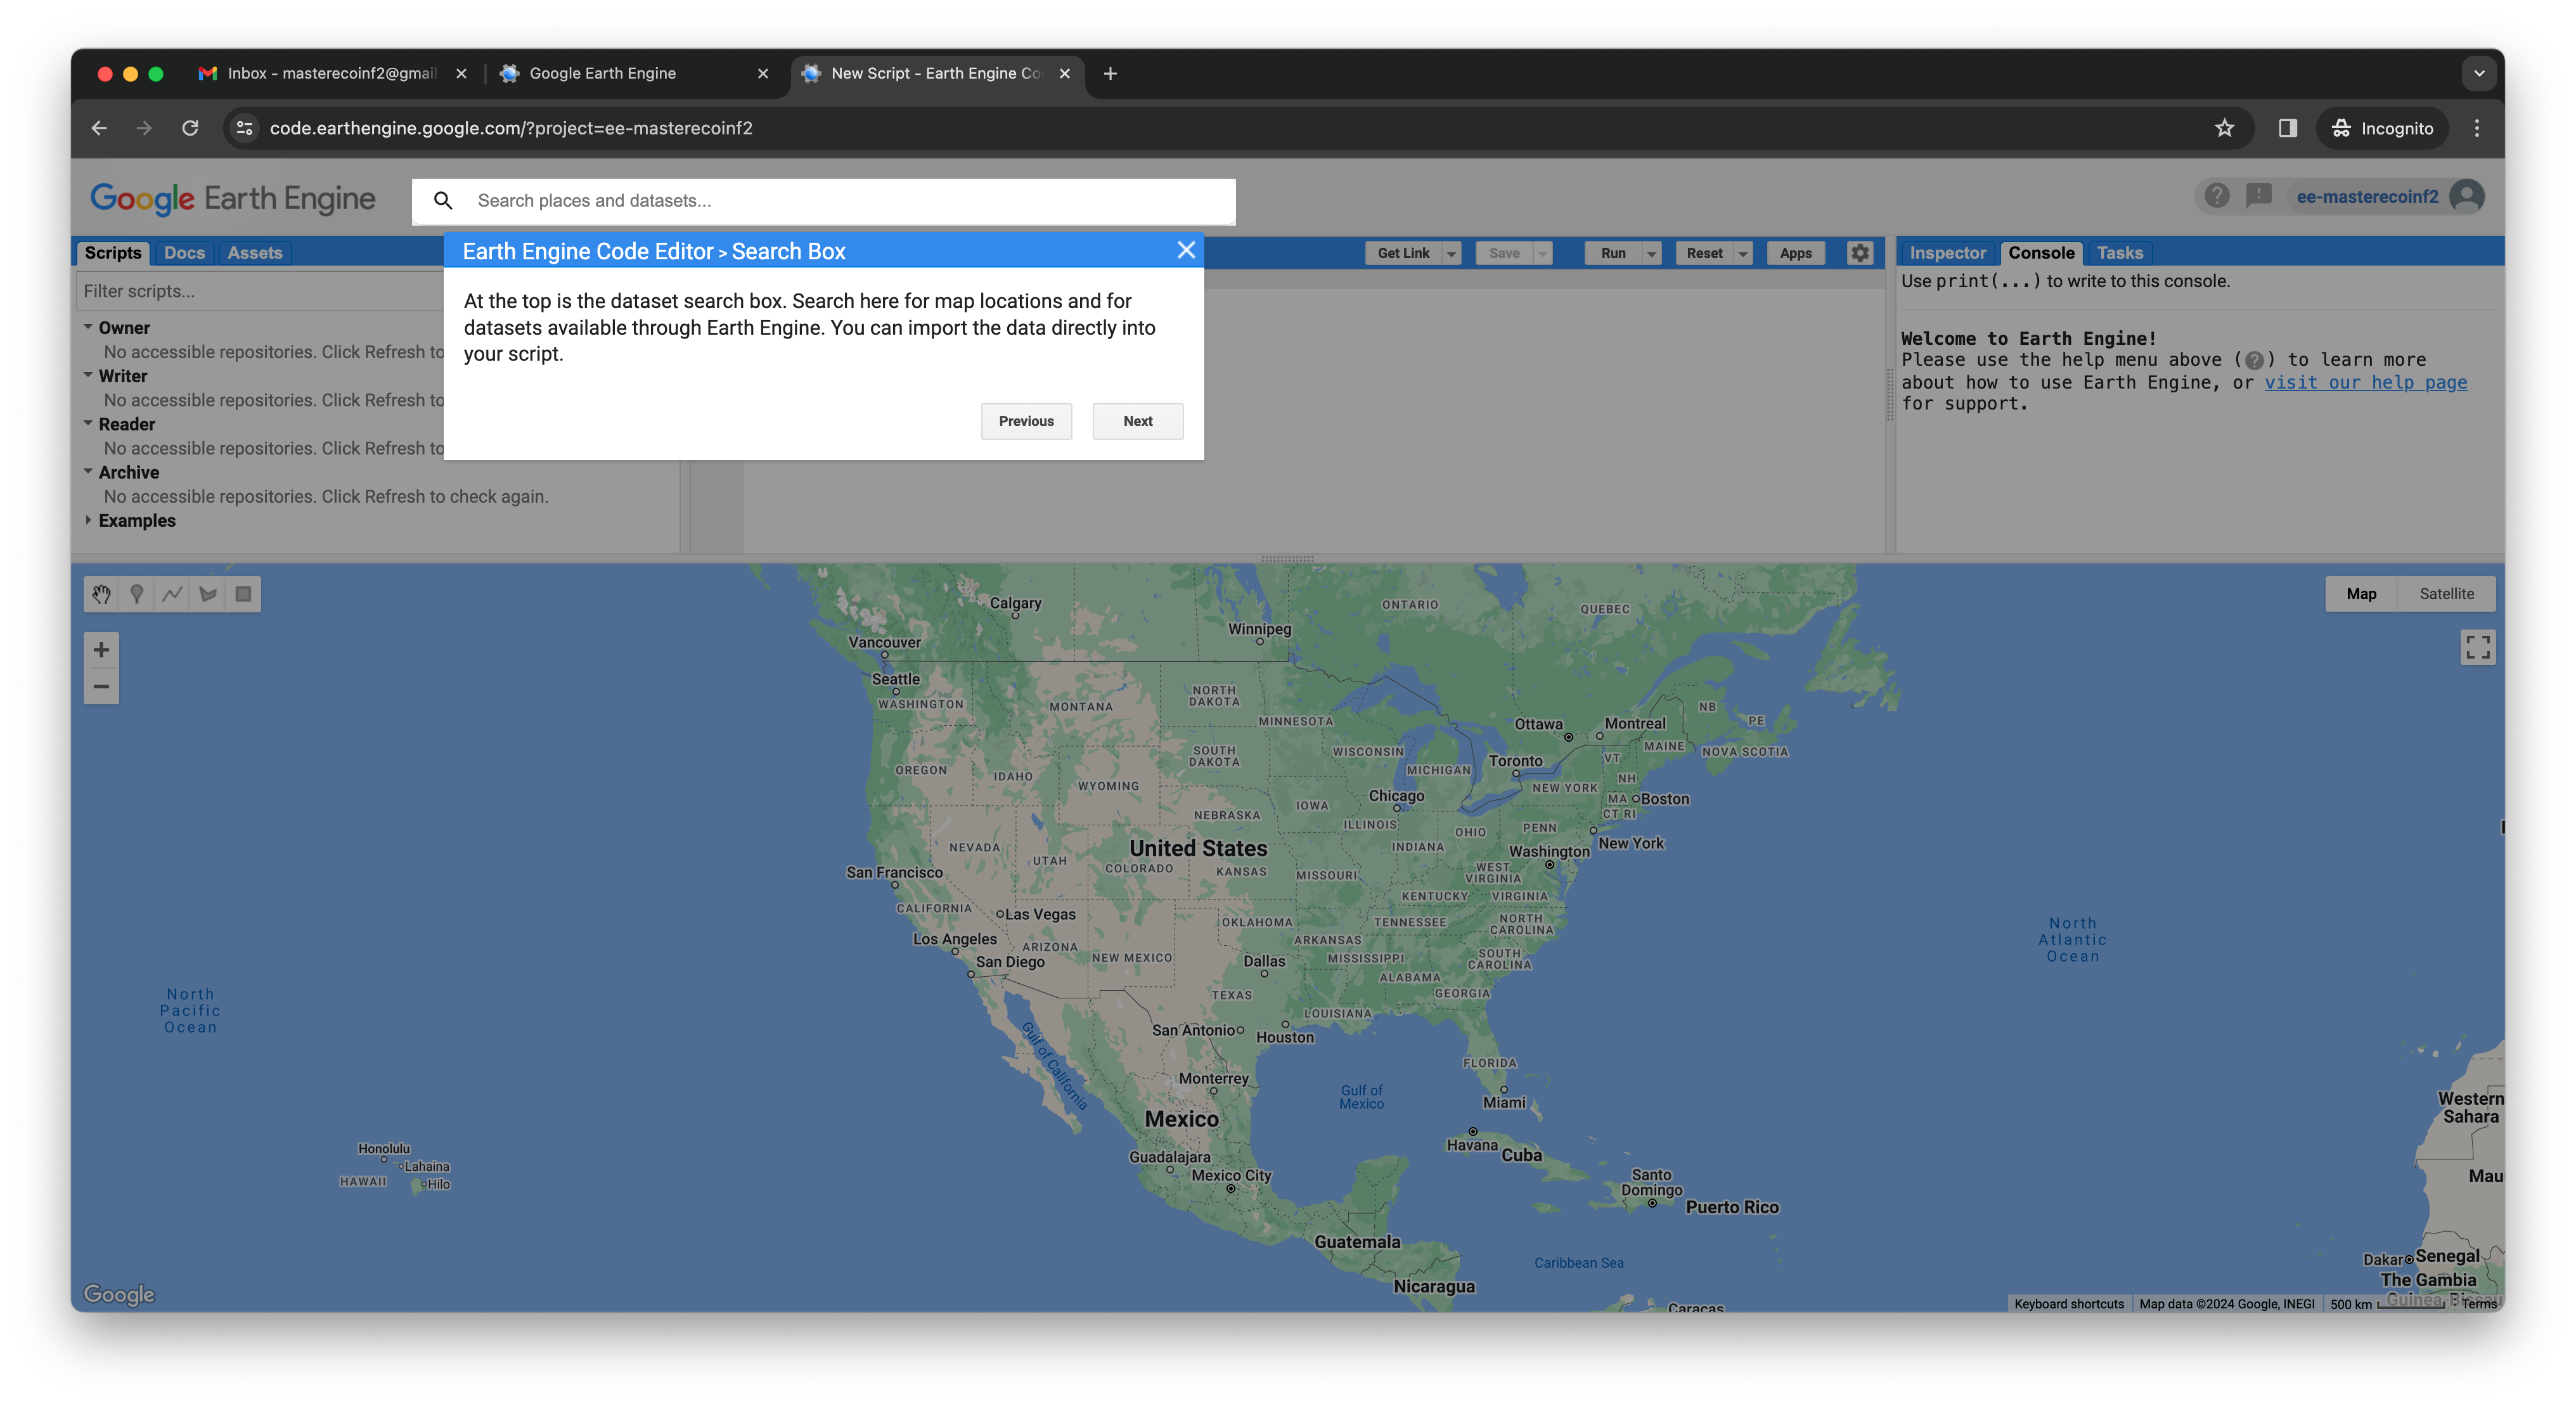 Inbox - masterecoinf2@gmail
Google Earth Engine
New Script - Earth Engine Co
code.earthengine.google.com/?project=ee-masterecoinf2
Incognito
Google Earth Engine
Search places and datasets...
ee-masterecoinf2
Scripts Docs Assets
Earth Engine Code Editor > Search Box
Get Link Save Run Reset Apps
Inspector Console Tasks
Filter scripts...
Owner
No accessible repositories. Click Refresh to
Writer
No accessible repositories. Click Refresh to
Reader
No accessible repositories. Click Refresh to
Archive
No accessible repositories. Click Refresh to check again.
Examples
At the top is the dataset search box. Search here for map locations and for
datasets available through Earth Engine. You can import the data directly into
your script.
Previous Next
Use print(...) to write to this console.
Welcome to Earth Engine!
Please use the help menu above (?) to learn more
about how to use Earth Engine, or visit our help page
for support.
Map Satellite
Calgary
ONTARIO
QUEBEC
Winnipeg
Vancouver
Seattle
WASHINGTON
MONTANA
NORTH
DAKOTA
MINNESOTA
Ottawa
Montreal
NB
PE
MAINE
NOVA SCOTIA
SOUTH
DAKOTA
WISCONSIN
VT
OREGON
IDAHO
MICHIGAN
Toronto
NH
WYOMING
NEW YORK
IOWA
Chicago
MA
Boston
NEBRASKA
ILLINOIS
CT RI
OHIO
PENN
NEVADA
UTAH
United States
INDIANA
Washington
New York
San Francisco
COLORADO
KANSAS
MISSOURI
WEST
VIRGINIA
KENTUCKY
VIRGINIA
CALIFORNIA
Las Vegas
OKLAHOMA
TENNESSEE
NORTH
CAROLINA
Los Angeles
ARIZONA
ARKANSAS
San Diego
NEW MEXICO
Dallas
MISSISSIPPI
SOUTH
CAROLINA
ALABAMA
TEXAS
GEORGIA
LOUISIANA
San Antonio
Houston
North
Atlantic
Ocean
North
Pacific
Ocean
Gulf of California
FLORIDA
Monterrey
Gulf of
Mexico
Miami
Mexico
Western
Sahara
Havana
Cuba
Honolulu
Lahaina
HAWAII
Hilo
Guadalajara
Mexico City
Santo
Domingo
Puerto Rico
Mau
Guatemala
Caribbean Sea
Dakar
Senegal
The Gambia
Nicaragua
Guinea-Bissau
Caracas
Google
Keyboard shortcuts Map data ©2024 Google, INEGI 500 km Terms